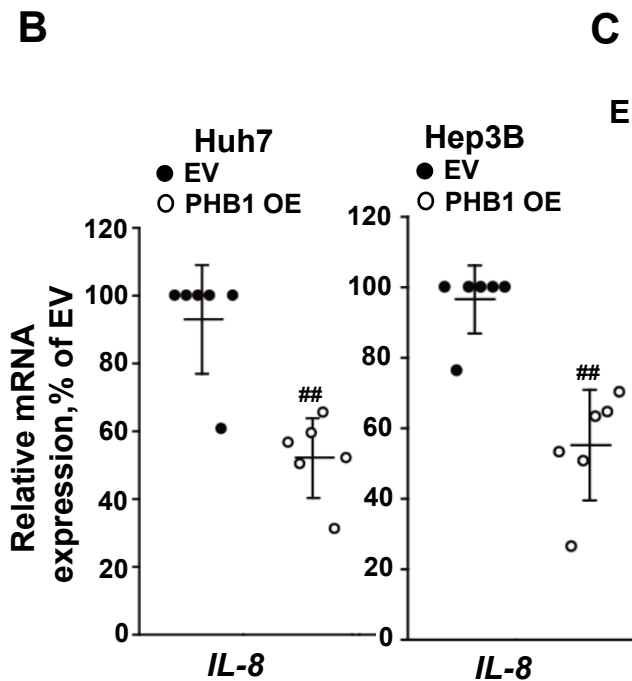 B
C
E
Huh7
EV
PHB1 OE
Hep3B
EV
PHB1 OE
Relative mRNA
expression,% of EV
120
100
80
60
40
20
0
##
IL-8
120
100
80
60
40
20
0
##
IL-8